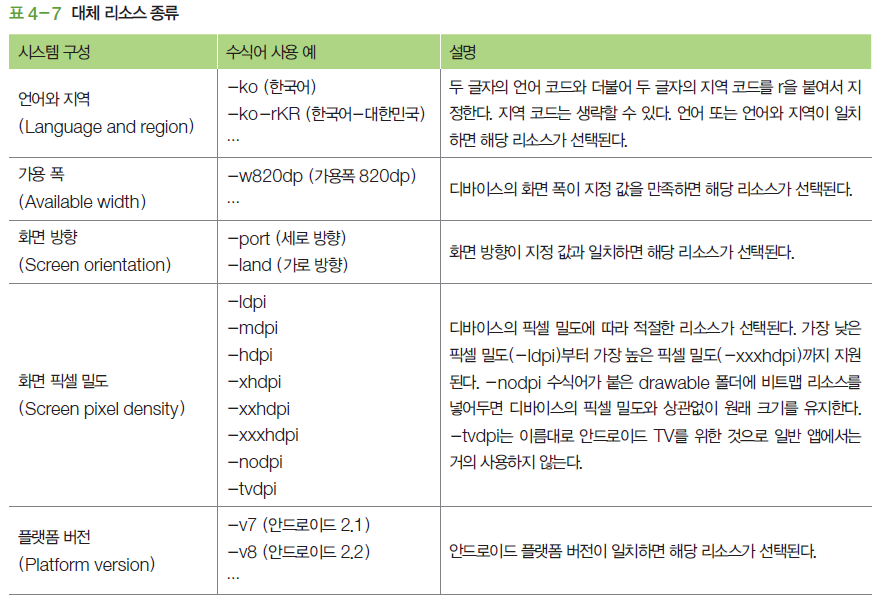 표 4-7 대체 리소스 종류
시스템 구성 수식어 사용 예 설명
언어와 지역
(Language and region)
-ko (한국어)
-ko-rKR (한국어-대한민국)
…
두 글자의 언어 코드와 더불어 두 글자의 지역 코드를 r을 붙여서 지
정한다. 지역 코드는 생략할 수 있다. 언어 또는 언어와 지역이 일치
하면 해당 리소스가 선택된다.
가용 폭
(Available width)
-w820dp (가용폭 820dp)
…
디바이스의 화면 폭이 지정 값을 만족하면 해당 리소스가 선택된다.
화면 방향
(Screen orientation)
-port (세로 방향)
-land (가로 방향)
화면 방향이 지정 값과 일치하면 해당 리소스가 선택된다.
화면 픽셀 밀도
(Screen pixel density)
-ldpi
-mdpi
-hdpi
-xhdpi
-xxhdpi
-xxxhdpi
-nodpi
-tvdpi
디바이스의 픽셀 밀도에 따라 적절한 리소스가 선택된다. 가장 낮은
픽셀 밀도(-ldpi)부터 가장 높은 픽셀 밀도(-xxxhdpi)까지 지원
된다. -nodpi 수식어가 붙은 drawable 폴더에 비트맵 리소스를
넣어두면 디바이스의 픽셀 밀도와 상관없이 원래 크기를 유지한다.
-tvdpi는 이름대로 안드로이드 TV를 위한 것으로 일반 앱에서는
거의 사용하지 않는다.
플랫폼 버전
(Platform version)
-v7 (안드로이드 2.1)
-v8 (안드로이드 2.2)
…
안드로이드 플랫폼 버전이 일치하면 해당 리소스가 선택된다.